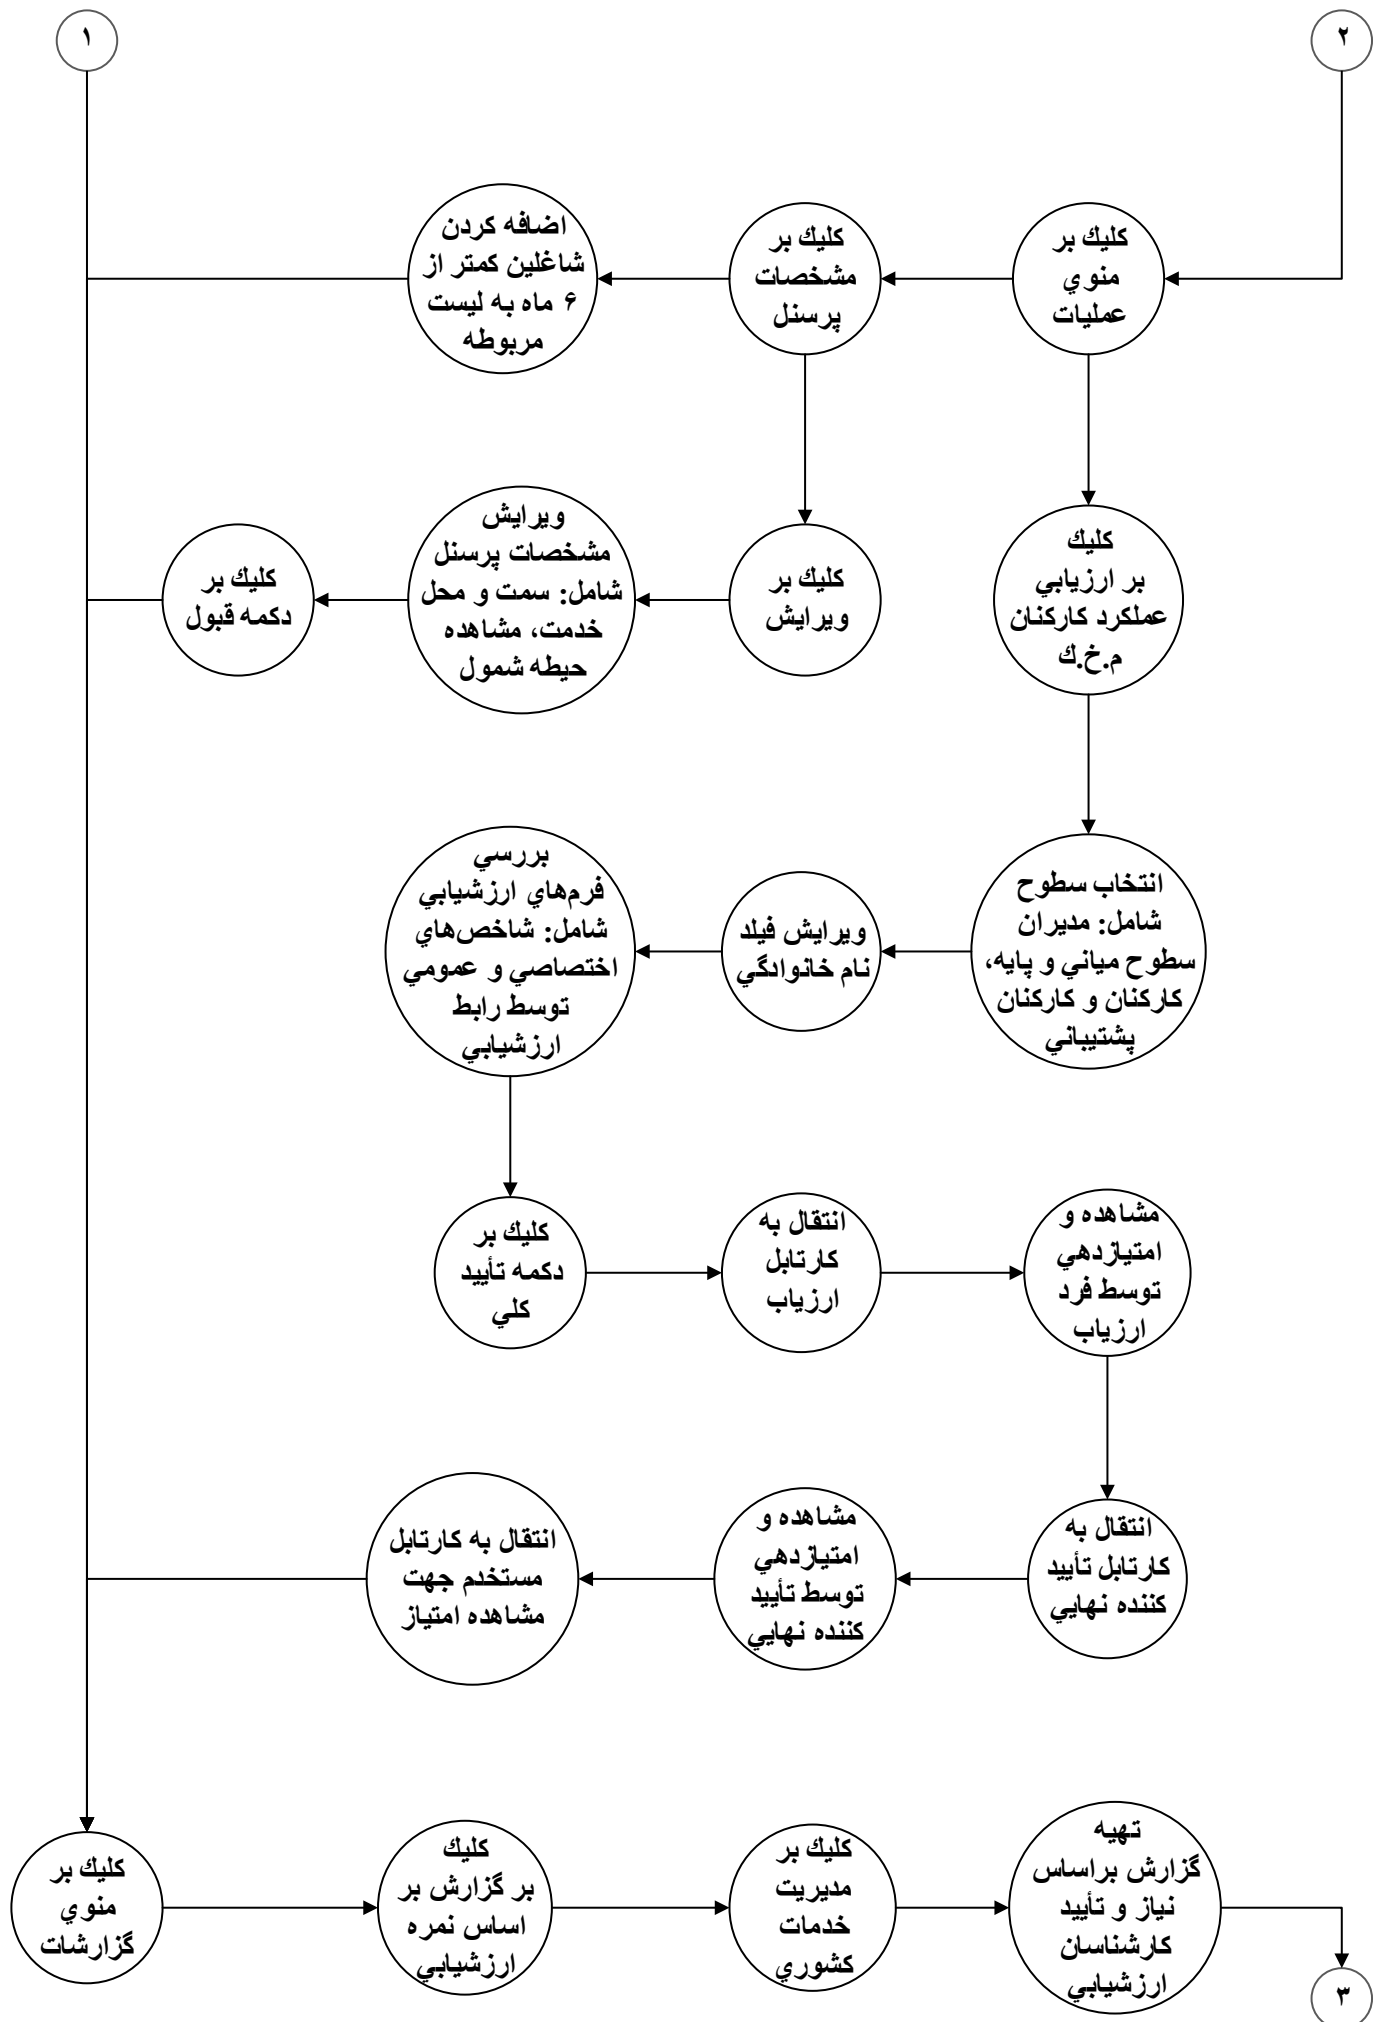 ۱
۲
كليك بر
منوي
عمليات
كليك بر
مشخصات
پرسنل
اضافه كردن
شاغلين كمتر از
۶ ماه به ليست
مربوطه
كليك
بر ارزيابي
عملكرد كاركنان
م.خ.ك
كليك بر
ويرايش
ويرايش
مشخصات پرسنل
شامل: سمت و محل
خدمت، مشاهده
حيطه شمول
كليك بر
دكمه قبول
انتخاب سطوح
شامل: مديران
سطوح مياني و پايه،
كاركنان و كاركنان
پشتيباني
ويرايش فيلد
نام خانوادگي
بررسي
فرم‌هاي ارزشيابي
شامل: شاخص‌هاي
اختصاصي و عمومي
توسط رابط
ارزشيابي
كليك بر
دكمه تأييد
كلي
انتقال به
كارتابل
ارزياب
مشاهده و
امتيازدهي
توسط فرد
ارزياب
انتقال به
كارتابل تأييد
كننده نهايي
مشاهده و
امتيازدهي
توسط تأييد
كننده نهايي
انتقال به كارتابل
مستخدم جهت
مشاهده امتياز
كليك بر
منوي
گزارشات
كليك
بر گزارش بر
اساس نمره
ارزشيابي
كليك بر
مديريت
خدمات
كشوري
تهيه
گزارش براساس
نياز و تأييد
كارشناسان
ارزشيابي
۳